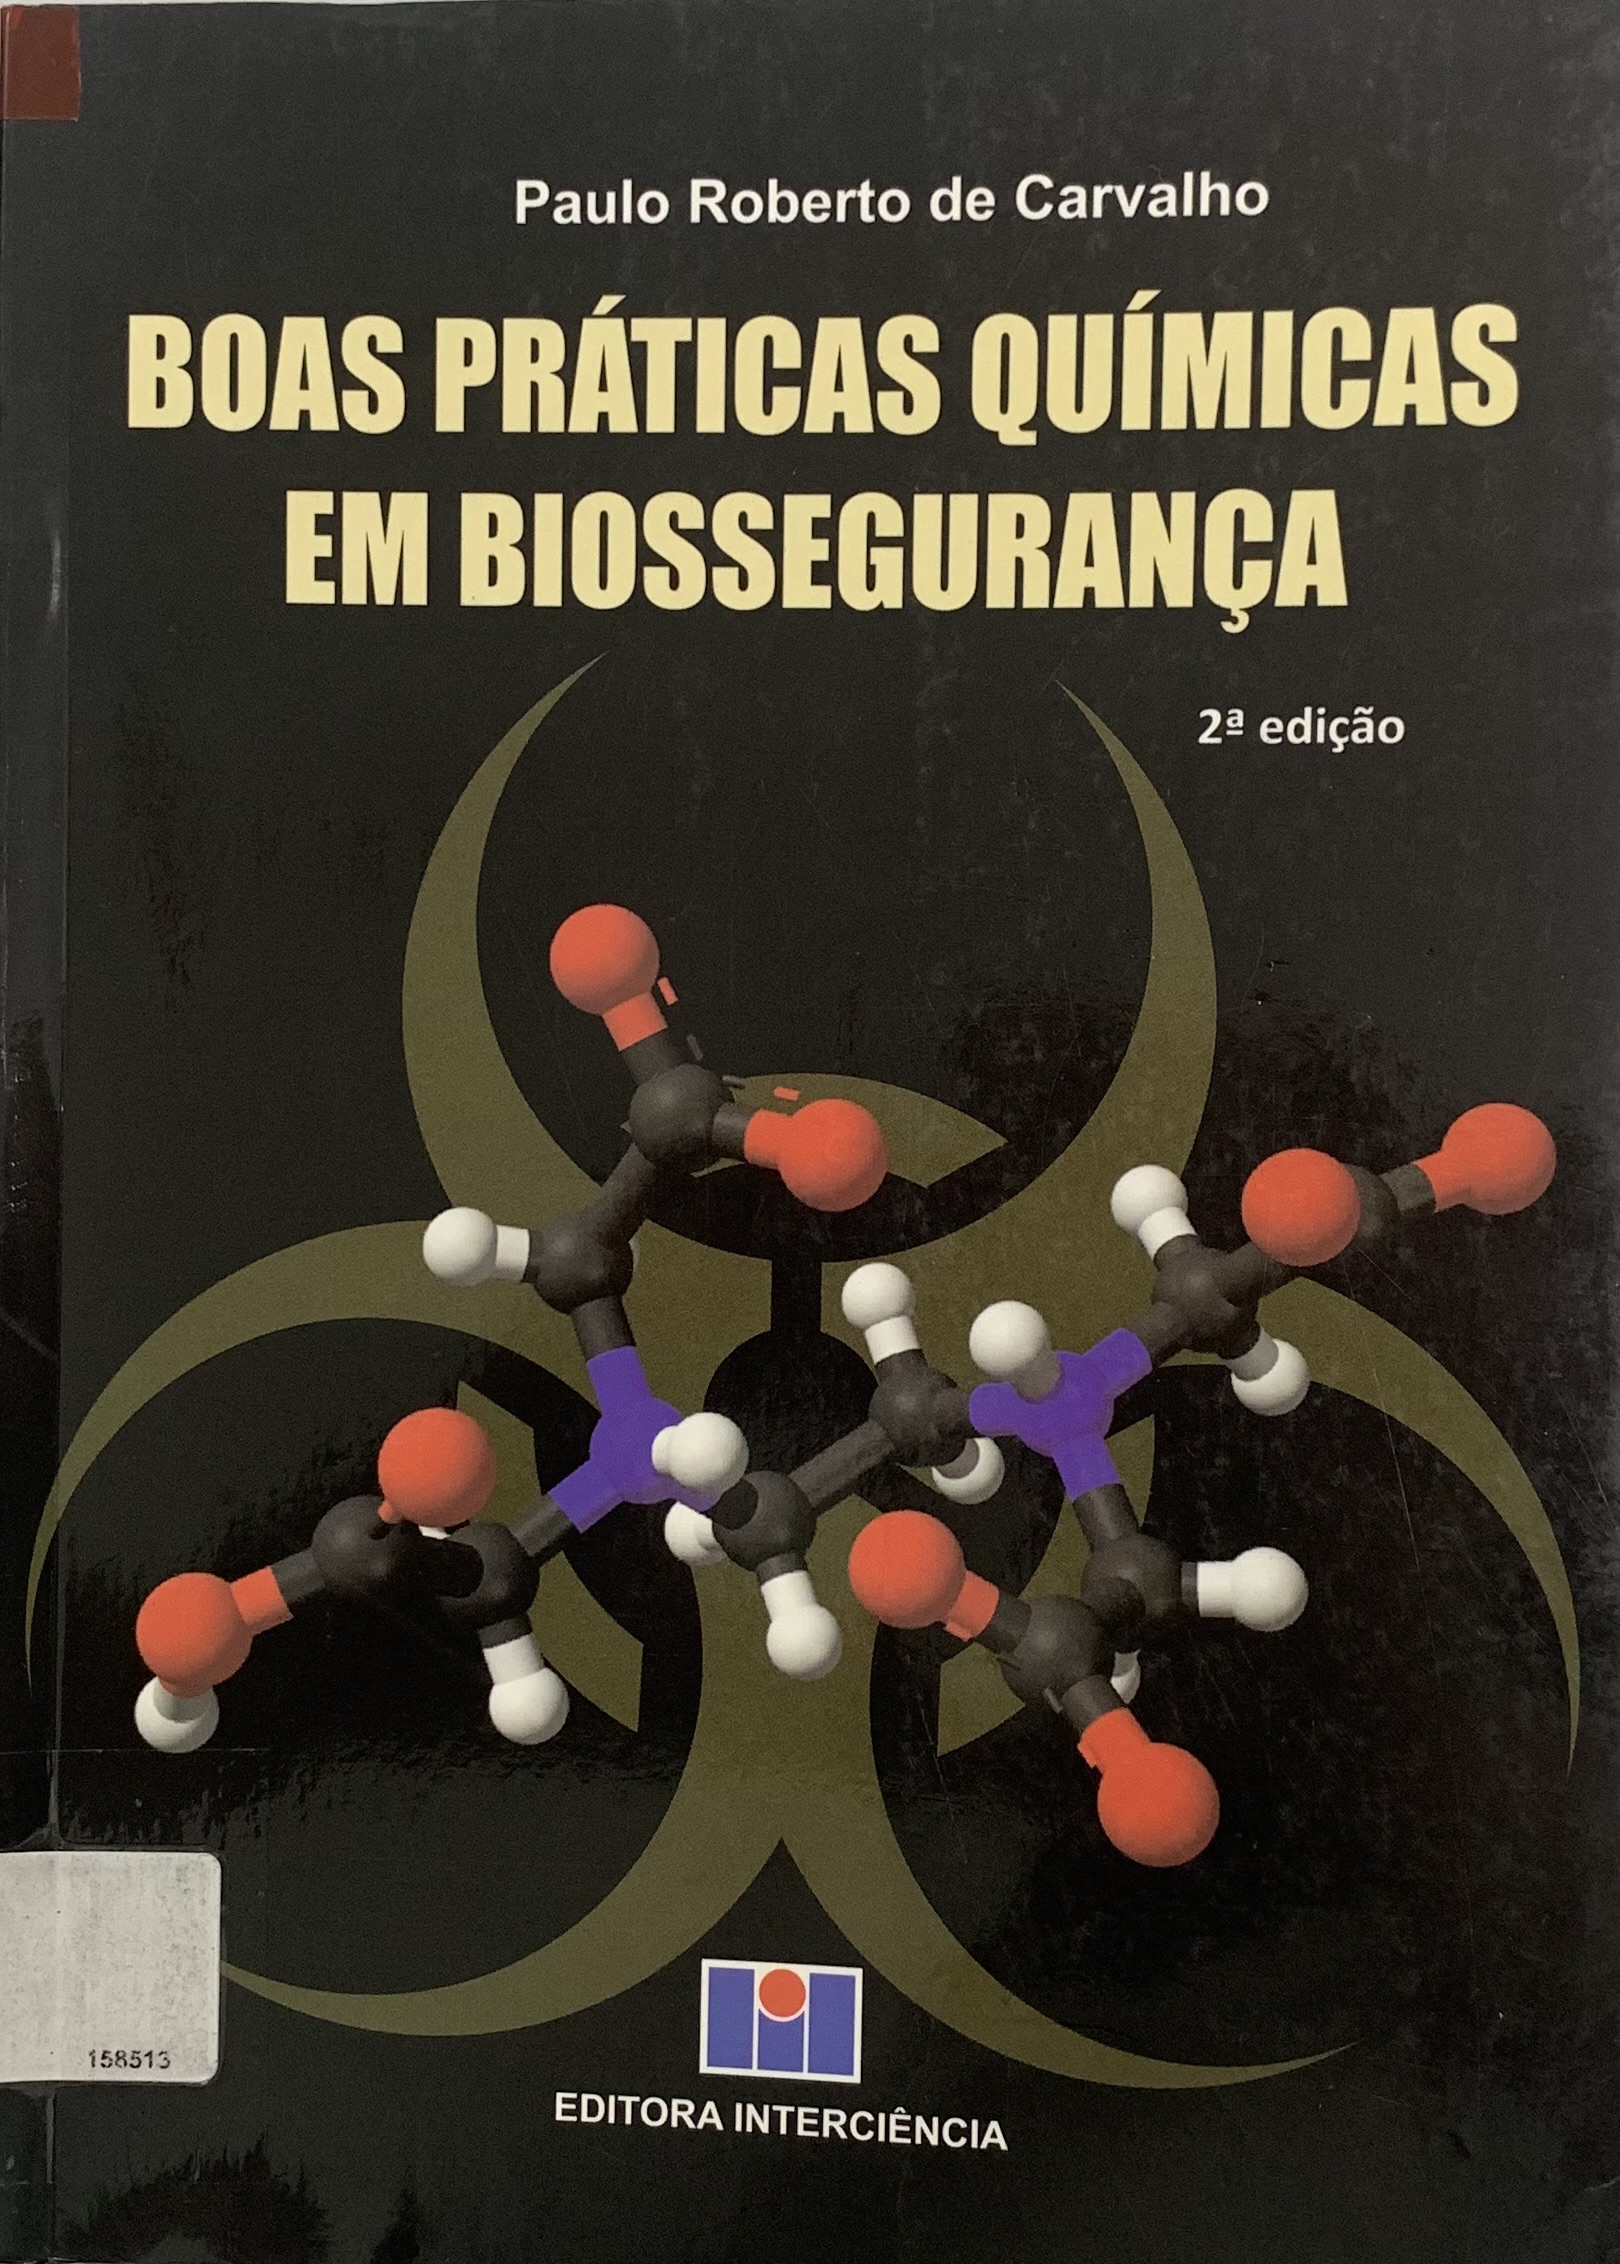 Paulo Roberto de Carvalho
BOAS PRÁTICAS QUÍMICAS
EM BIOSSEGURANÇA
2ª edição
158513
EDITORA INTERCIÊNCIA